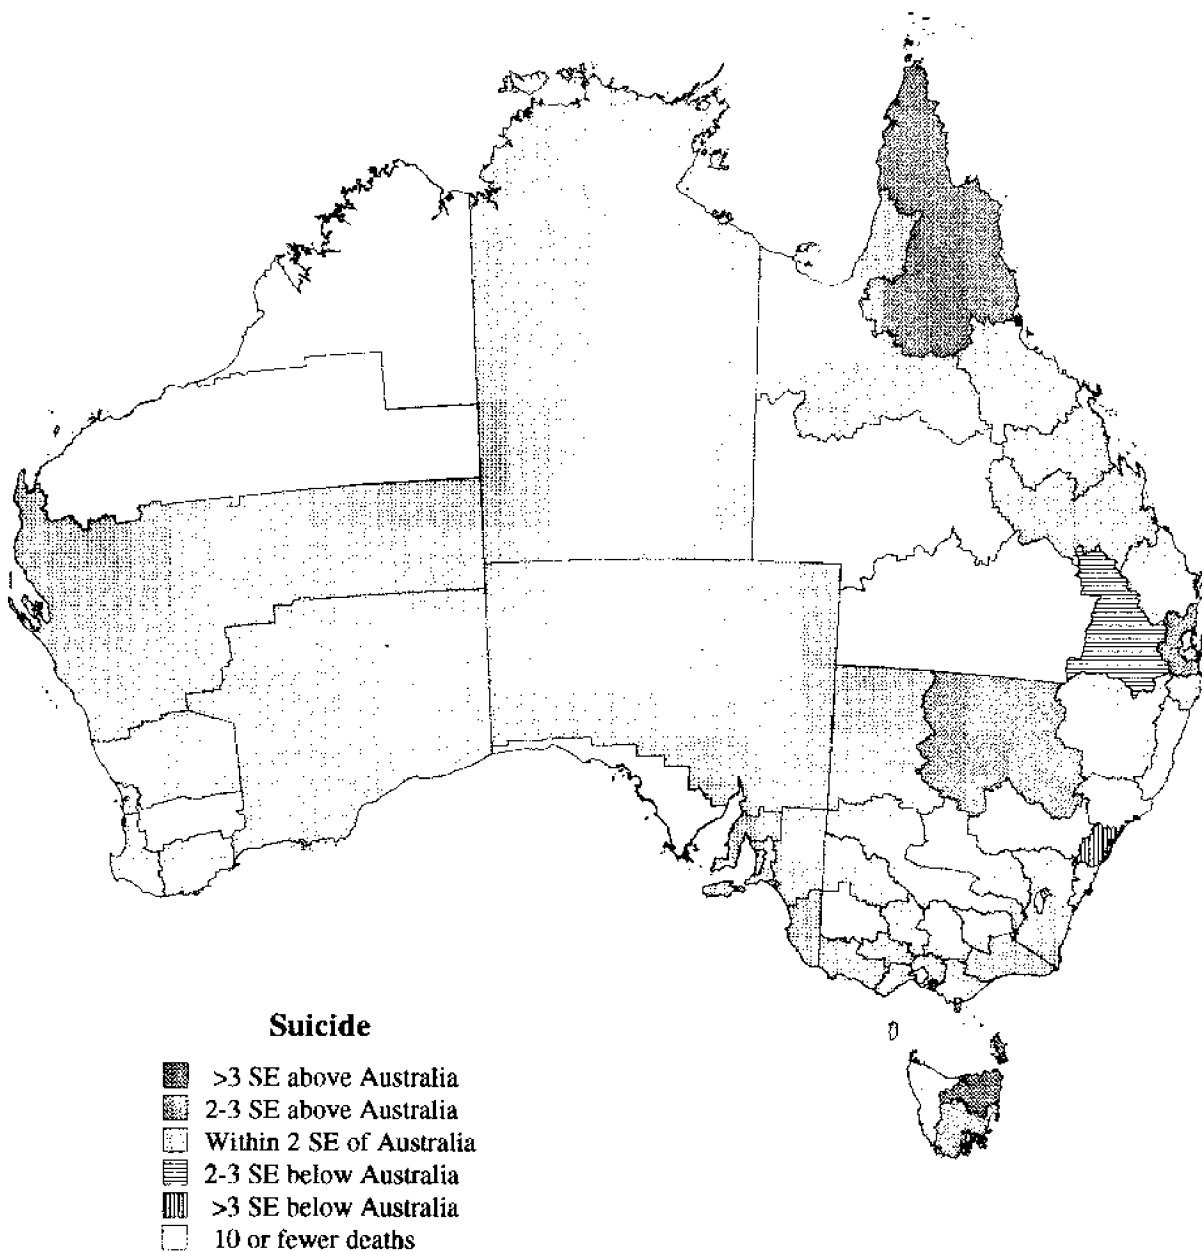 Suicide
>3 SE above Australia
2-3 SE above Australia
Within 2 SE of Australia
2-3 SE below Australia
>3 SE below Australia
10 or fewer deaths